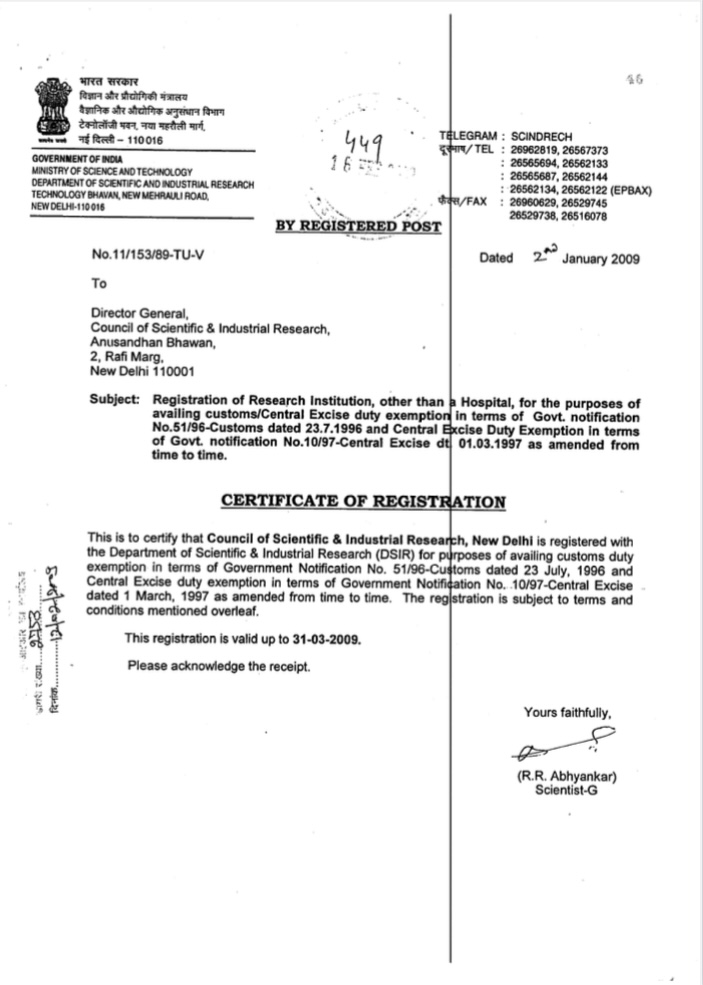 भारत सरकार
विज्ञान और प्रौद्योगिकी मंत्रालय
वैज्ञानिक और औद्योगिक अनुसंधान विभाग
टेक्नोलॉजी भवन, नया महरौली मार्ग,
नई दिल्ली – 110016
GOVERNMENT OF INDIA
MINISTRY OF SCIENCE AND TECHNOLOGY
DEPARTMENT OF SCIENTIFIC AND INDUSTRIAL RESEARCH
TECHNOLOGY BHAVAN, NEW MEHRAULI ROAD,
NEW DELHI-110016
449
16
TELEGRAM : SCINDRECH
दूरभाष/ TEL : 26962819, 26567373
: 26565694, 26562133
: 26565687, 26562144
: 26562134, 26562122 (EPBAX)
फैक्स/FAX : 26960629, 26529745
26529738, 26516078
BY REGISTERED POST
No.11/153/89-TU-V
Dated 2nd January 2009
To
Director General,
Council of Scientific & Industrial Research,
Anusandhan Bhawan,
2, Rafi Marg,
New Delhi 110001
Subject: Registration of Research Institution, other than a Hospital, for the purposes of
availing customs/Central Excise duty exemption in terms of Govt. notification
No.51/96-Customs dated 23.7.1996 and Central Excise Duty Exemption in terms
of Govt. notification No.10/97-Central Excise dt 01.03.1997 as amended from
time to time.
CERTIFICATE OF REGISTRATION
This is to certify that Council of Scientific & Industrial Research, New Delhi is registered with
the Department of Scientific & Industrial Research (DSIR) for purposes of availing customs duty
exemption in terms of Government Notification No. 51/96-Customs dated 23 July, 1996 and
Central Excise duty exemption in terms of Government Notification No. .10/97-Central Excise
dated 1 March, 1997 as amended from time to time. The registration is subject to terms and
conditions mentioned overleaf.
This registration is valid up to 31-03-2009.
Please acknowledge the receipt.
Yours faithfully,
(R.R. Abhyankar)
Scientist-G
दिनांक